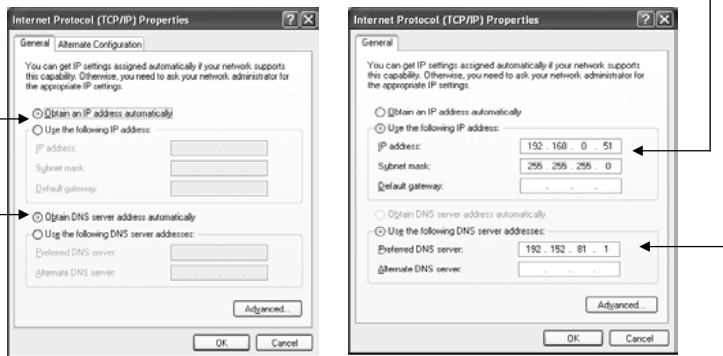 Internet Protocol (TCP/IP) Properties
General
Alternate Configuration
You can get IP settings assigned automatically if your network supports
this capability. Otherwise, you need to ask your network administrator for
the appropriate IP settings.
Obtain an IP address automatically
Use the following IP address:
IP address:
Subnet mask:
Default gateway:
Obtain DNS server address automatically
Use the following DNS server addresses:
Preferred DNS server:
Alternate DNS server:
Advanced...
OK
Cancel
Internet Protocol (TCP/IP) Properties
General
You can get IP settings assigned automatically if your network supports
this capability. Otherwise, you need to ask your network administrator for
the appropriate IP settings.
Obtain an IP address automatically
Use the following IP address:
IP address: 192 . 168 . 0 . 51
Subnet mask: 255 . 255 . 255 . 0
Default gateway: . . .
Obtain DNS server address automatically
Use the following DNS server addresses:
Preferred DNS server: 192 . 152 . 81 . 1
Alternate DNS server: . . .
Advanced...
OK
Cancel